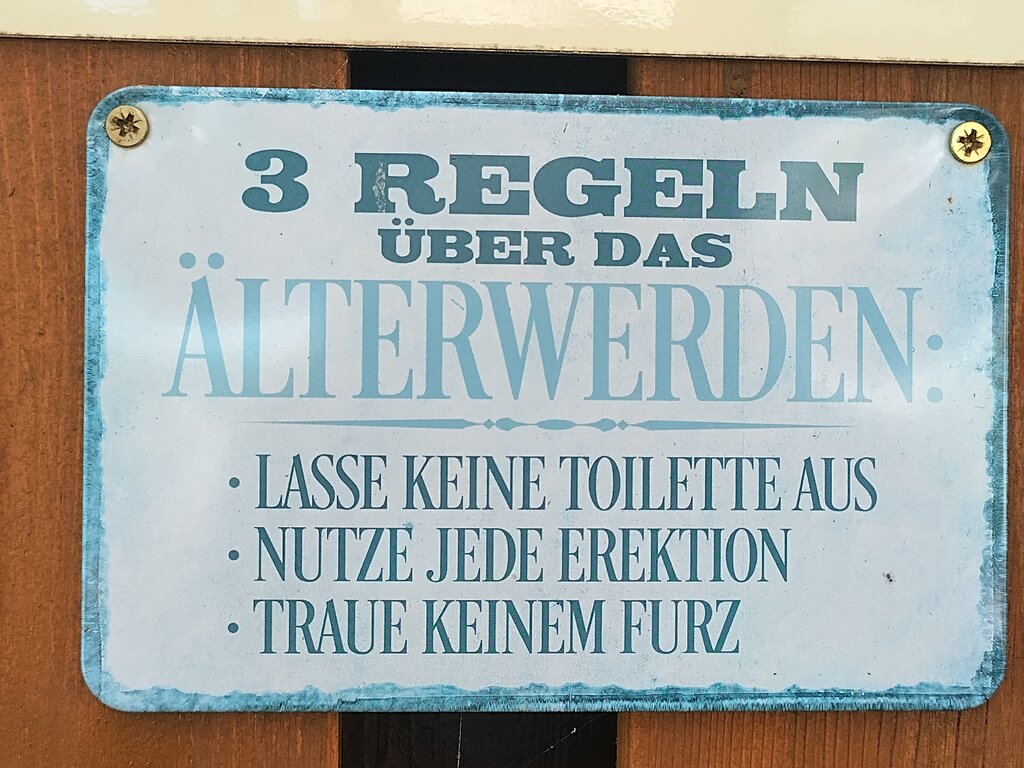 3 REGELN
ÜBER DAS
ÄLTERWERDEN:
· LASSE KEINE TOILETTE AUS
· NUTZE JEDE EREKTION
· TRAUE KEINEM FURZ